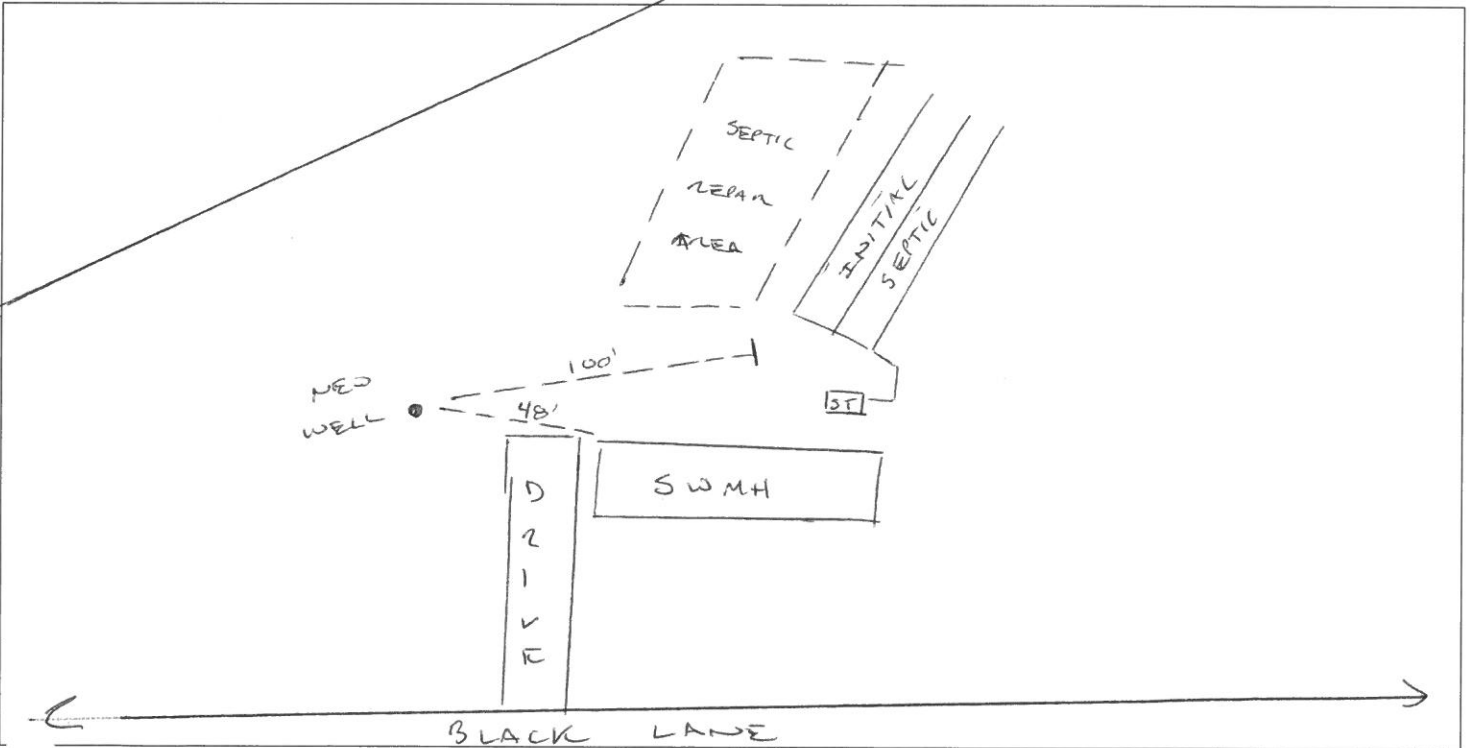 SEPTIC
REPAIR
AREA
INITIAL
SEPTIC
100'
NEW
WELL
48'
ST
SWMH
DRIVE
BLACK LANE